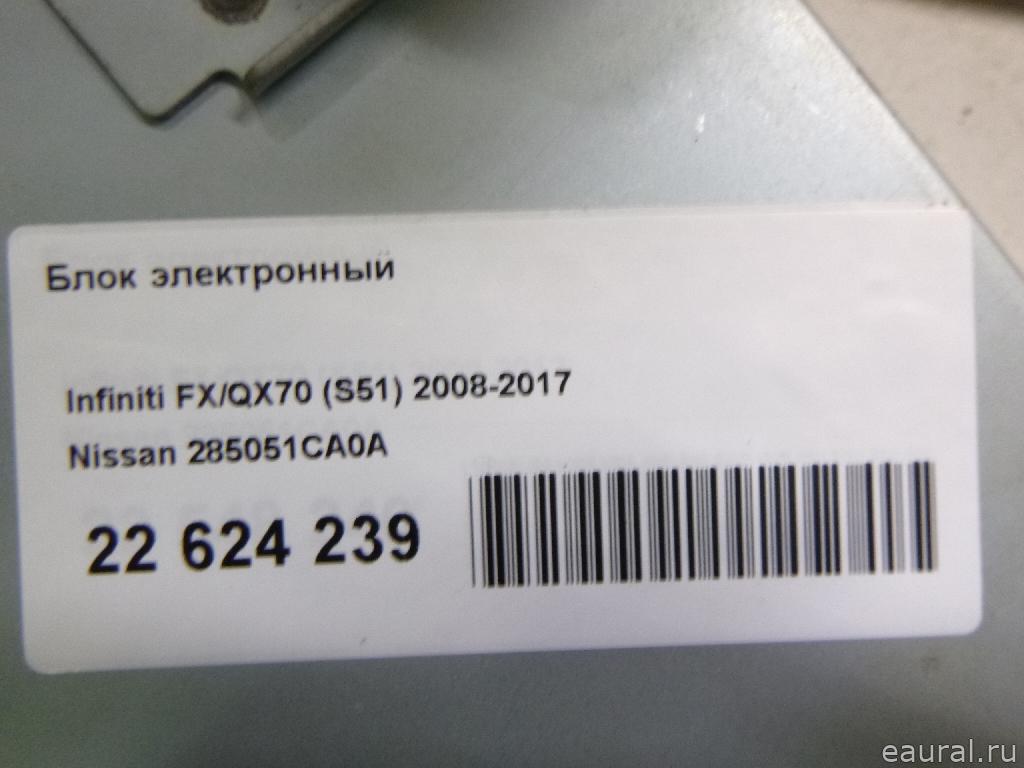 Блок электронный
Infiniti FX/QX70 (S51) 2008-2017
Nissan 285051CA0A
22 624 239
eaural.ru